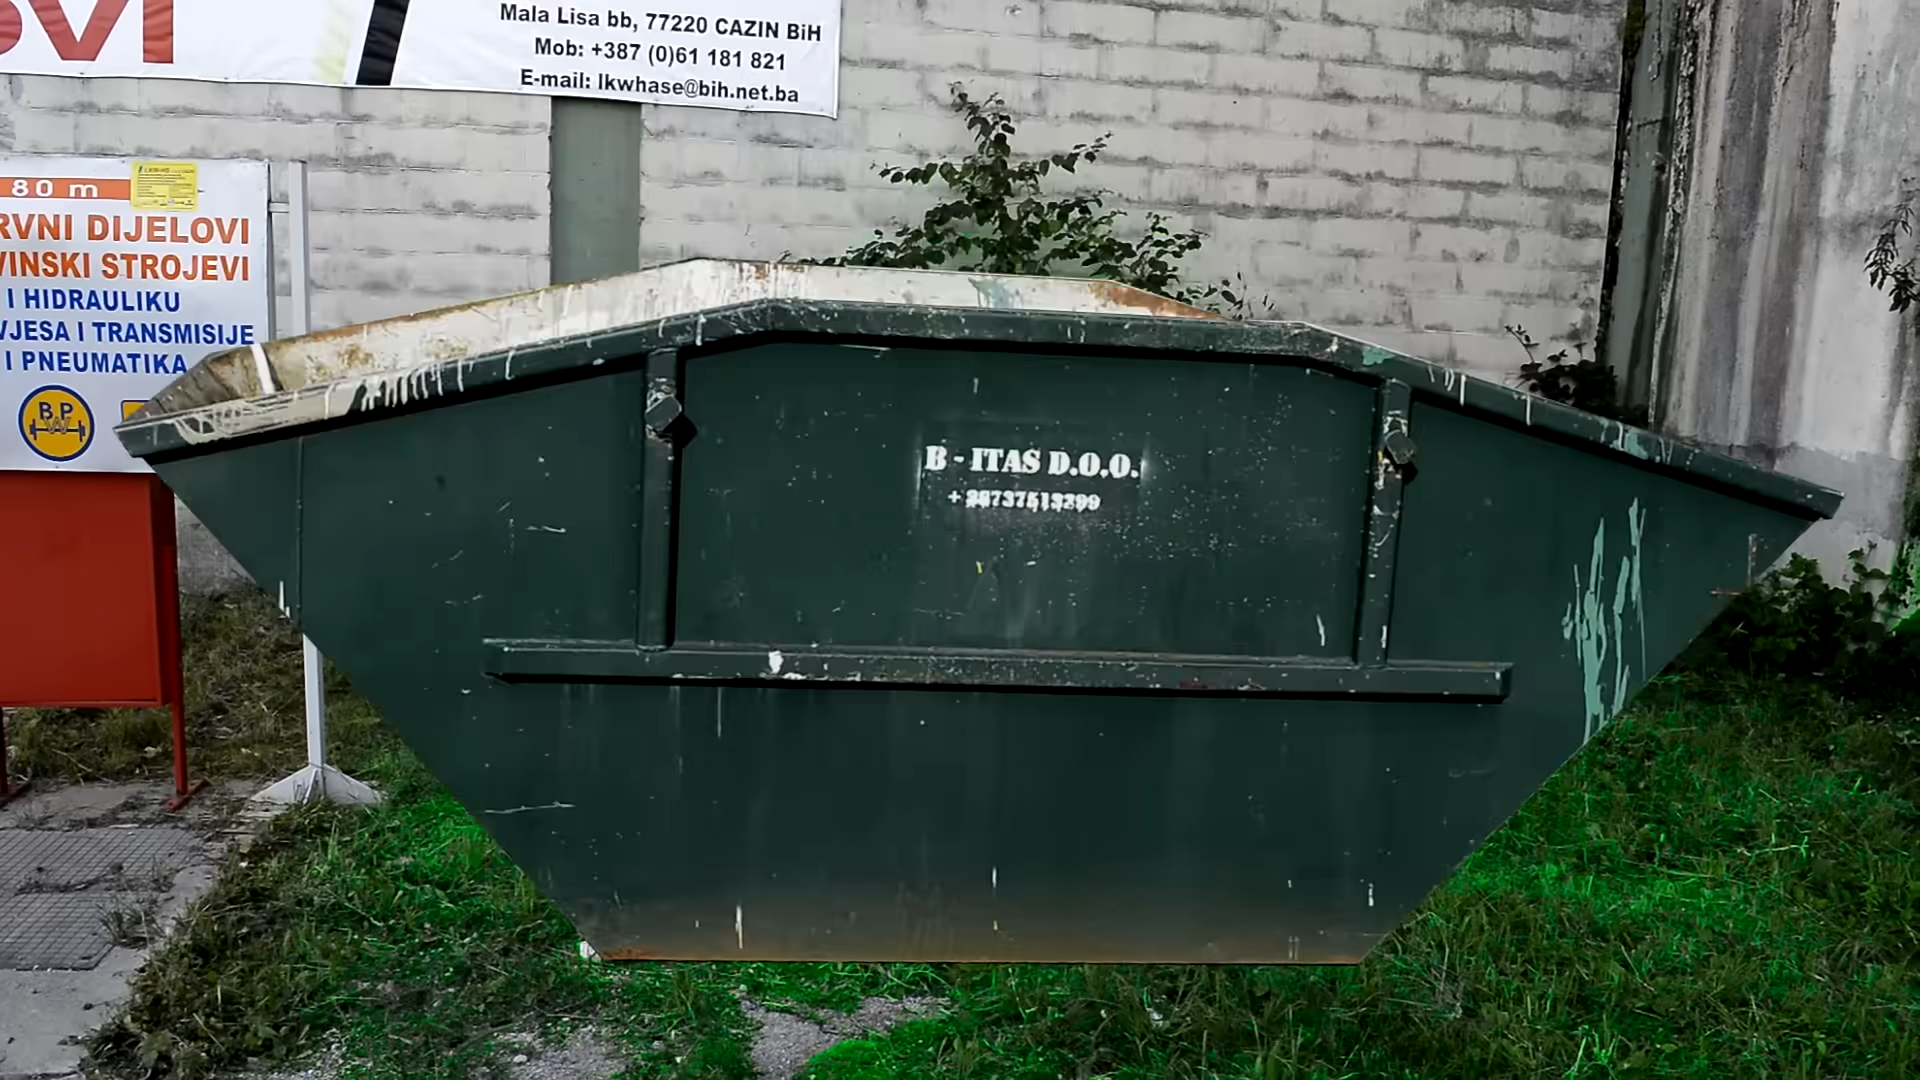 Mala Lisa bb, 77220 CAZIN BiH
Mob: +387 (0)61 181 821
E-mail: lkwhase@bih.net.ba
80 m
RVNI DIJELOVI
VINSKI STROJEVI
I HIDRAULIKU
VJESA I TRANSMISIJE
I PNEUMATIKA
BPW
B - ITAS D.O.O.